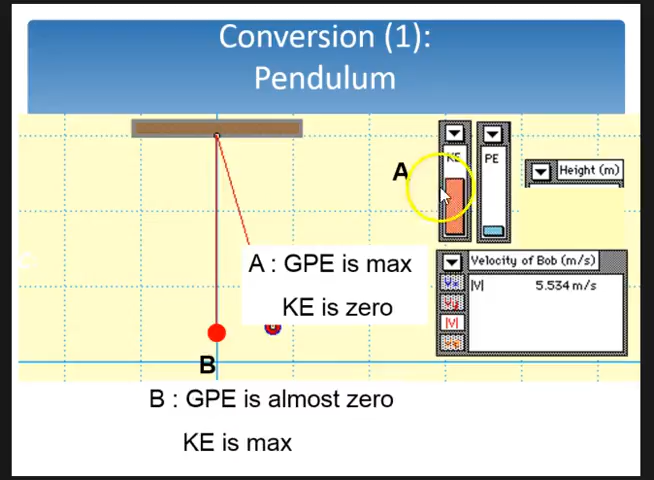 Conversion (1):
Pendulum
KE
PE
A
Height (m)
A : GPE is max
KE is zero
Velocity of Bob (m/s)
|V| 5.534 m/s
|V|
B
B : GPE is almost zero
KE is max